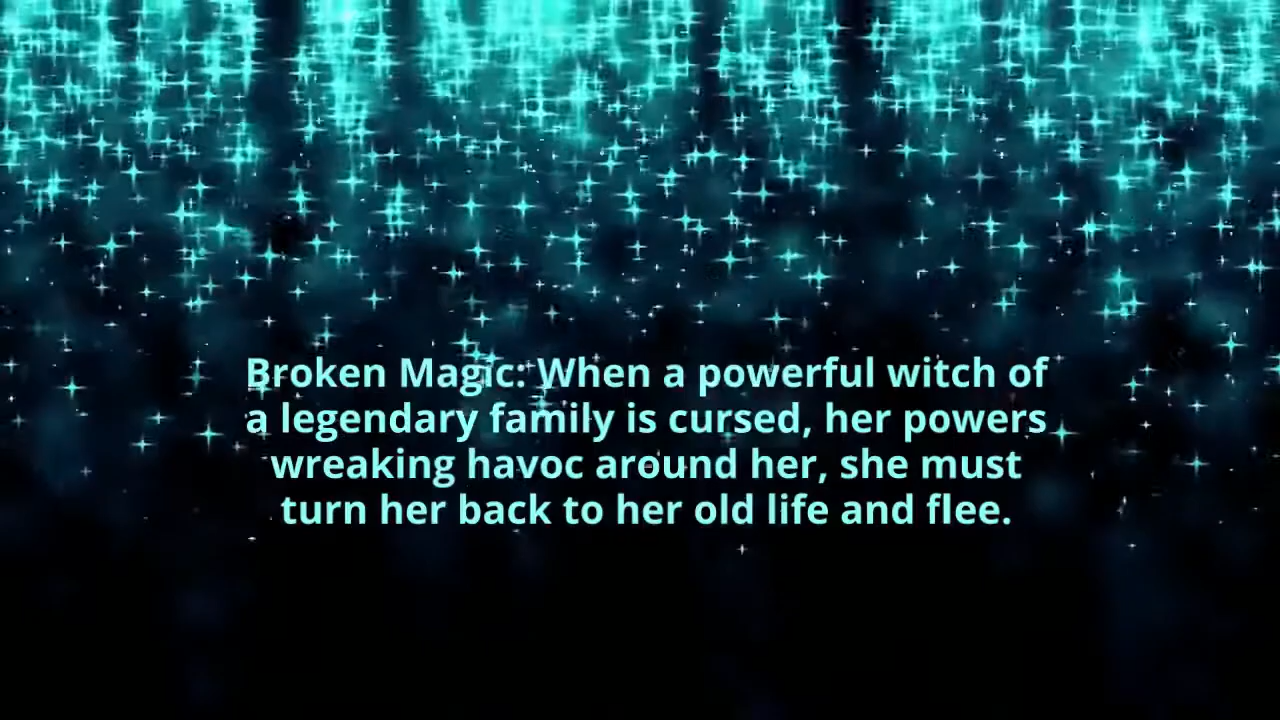 Broken Magic: When a powerful witch of
a legendary family is cursed, her powers
wreaking havoc around her, she must
turn her back to her old life and flee.